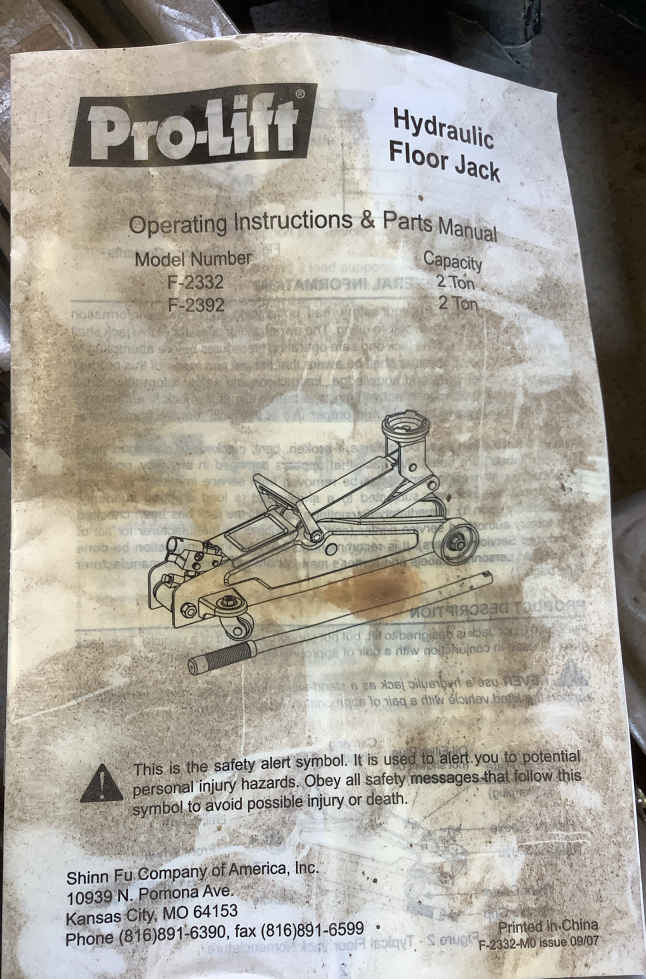 Pro-Lift®
Hydraulic
Floor Jack
Operating Instructions & Parts Manual
Model Number Capacity
F-2332 2 Ton
F-2392 2 Ton
This is the safety alert symbol. It is used to alert you to potential
personal injury hazards. Obey all safety messages that follow this
symbol to avoid possible injury or death.
Shinn Fu Company of America, Inc.
10939 N. Pomona Ave.
Kansas City, MO 64153
Phone (816)891-6390, fax (816)891-6599
Printed in China
F-2332-M0 issue 09/07